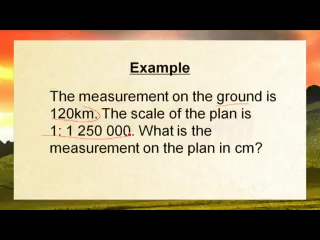 Example
The measurement on the ground is
120km. The scale of the plan is
1: 1 250 000. What is the
measurement on the plan in cm?